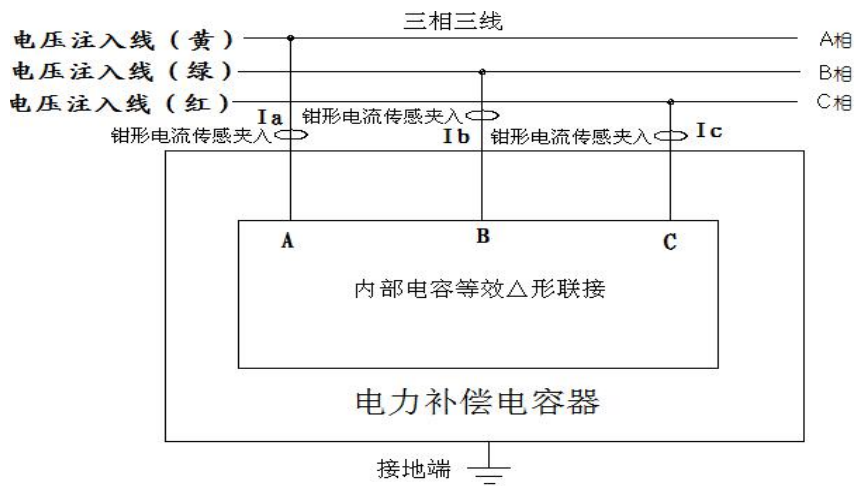 三相三线
电压注入线（黄） A相
电压注入线（绿） B相
电压注入线（红） C相
Ia 钳形电流传感夹入
钳形电流传感夹入 Ib 钳形电流传感夹入 Ic
A B C
内部电容等效△形联接
电力补偿电容器
接地端